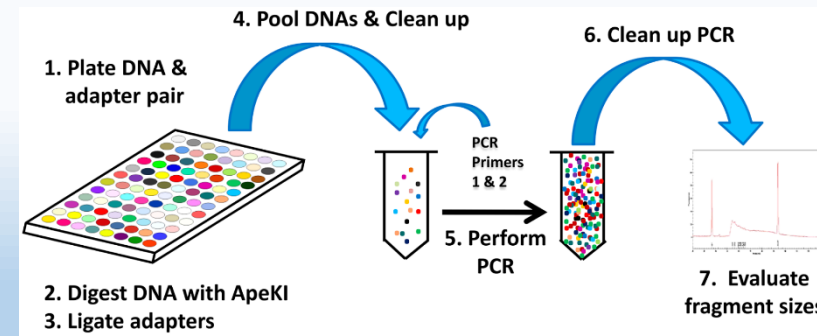 4. Pool DNAs & Clean up
6. Clean up PCR
1. Plate DNA &
adapter pair
PCR
Primers
1 & 2
5. Perform
PCR
2. Digest DNA with ApeKI
3. Ligate adapters
7. Evaluate
fragment sizes